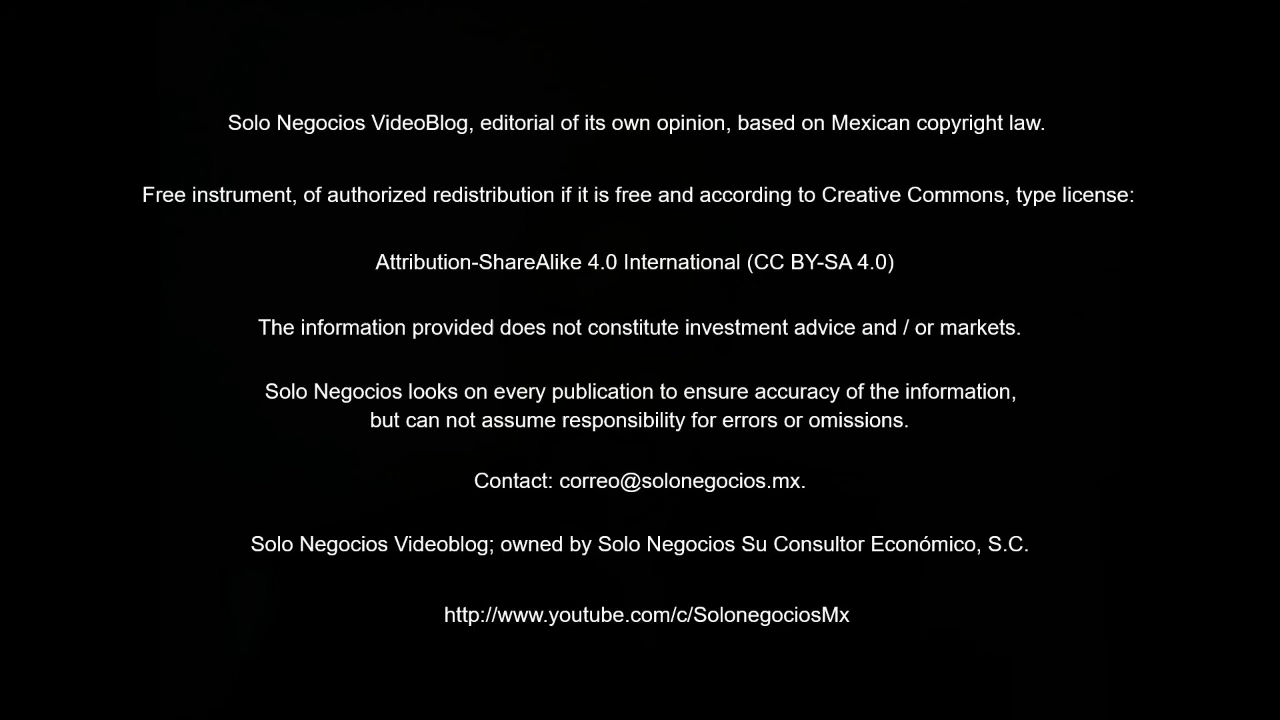 Solo Negocios VideoBlog, editorial of its own opinion, based on Mexican copyright law.
Free instrument, of authorized redistribution if it is free and according to Creative Commons, type license:
Attribution-ShareAlike 4.0 International (CC BY-SA 4.0)
The information provided does not constitute investment advice and / or markets.
Solo Negocios looks on every publication to ensure accuracy of the information,
but can not assume responsibility for errors or omissions.
Contact: correo@solonegocios.mx.
Solo Negocios Videoblog; owned by Solo Negocios Su Consultor Económico, S.C.
http://www.youtube.com/c/SolonegociosMx